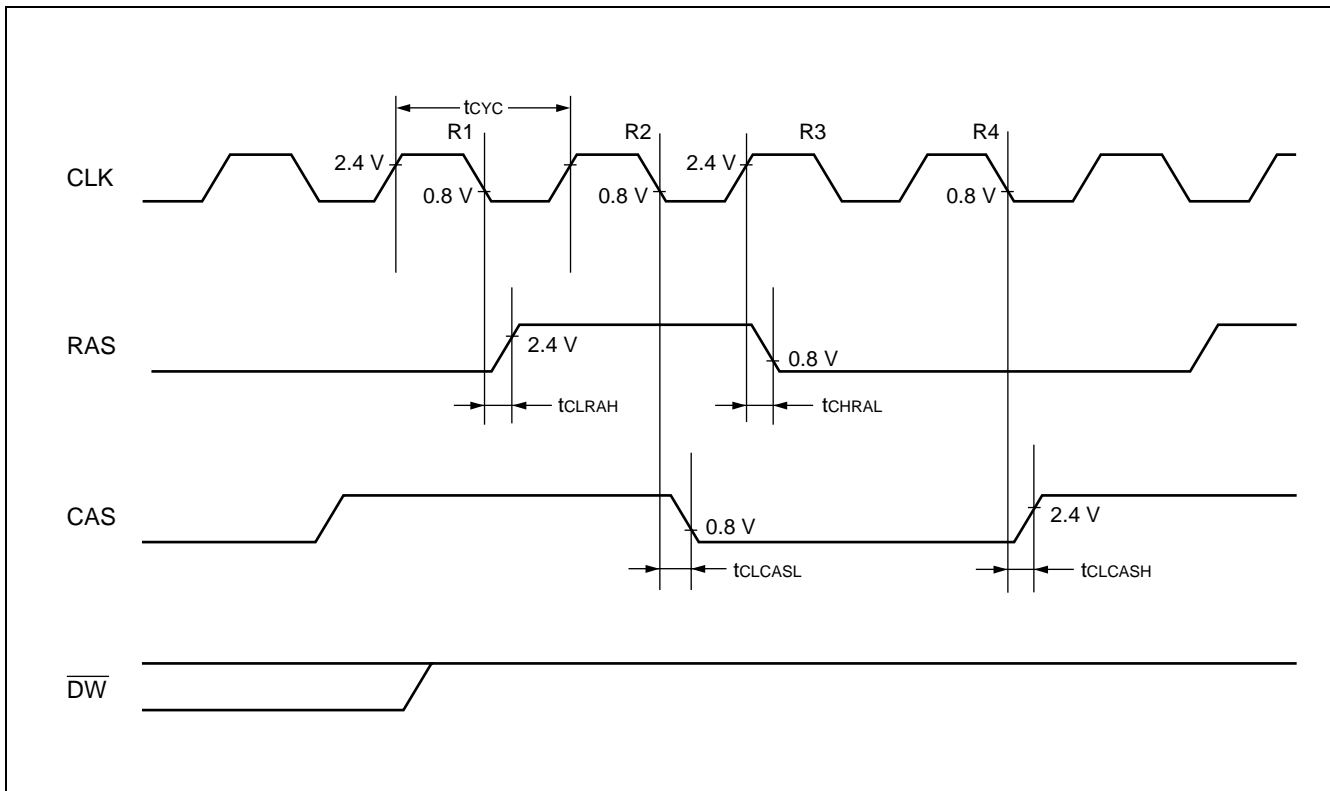 tCYC
R1 R2 R3 R4
2.4 V 2.4 V
CLK
0.8 V 0.8 V 0.8 V
RAS
2.4 V 0.8 V
tCLRAH tCHRAL
CAS
0.8 V 2.4 V
tCLCASL tCLCASH
D̅W̅